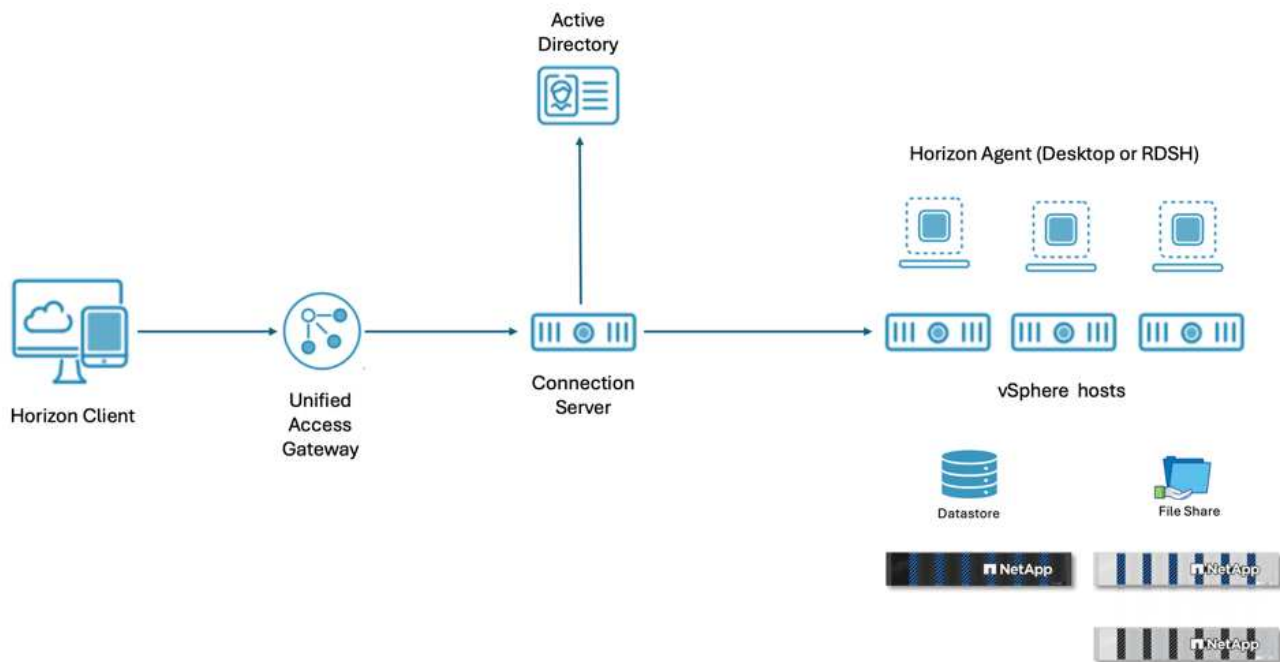 Active
Directory
Horizon Agent (Desktop or RDSH)
Horizon Client
Unified
Access
Gateway
Connection
Server
vSphere hosts
Datastore
File Share
NetApp
NetApp
NetApp